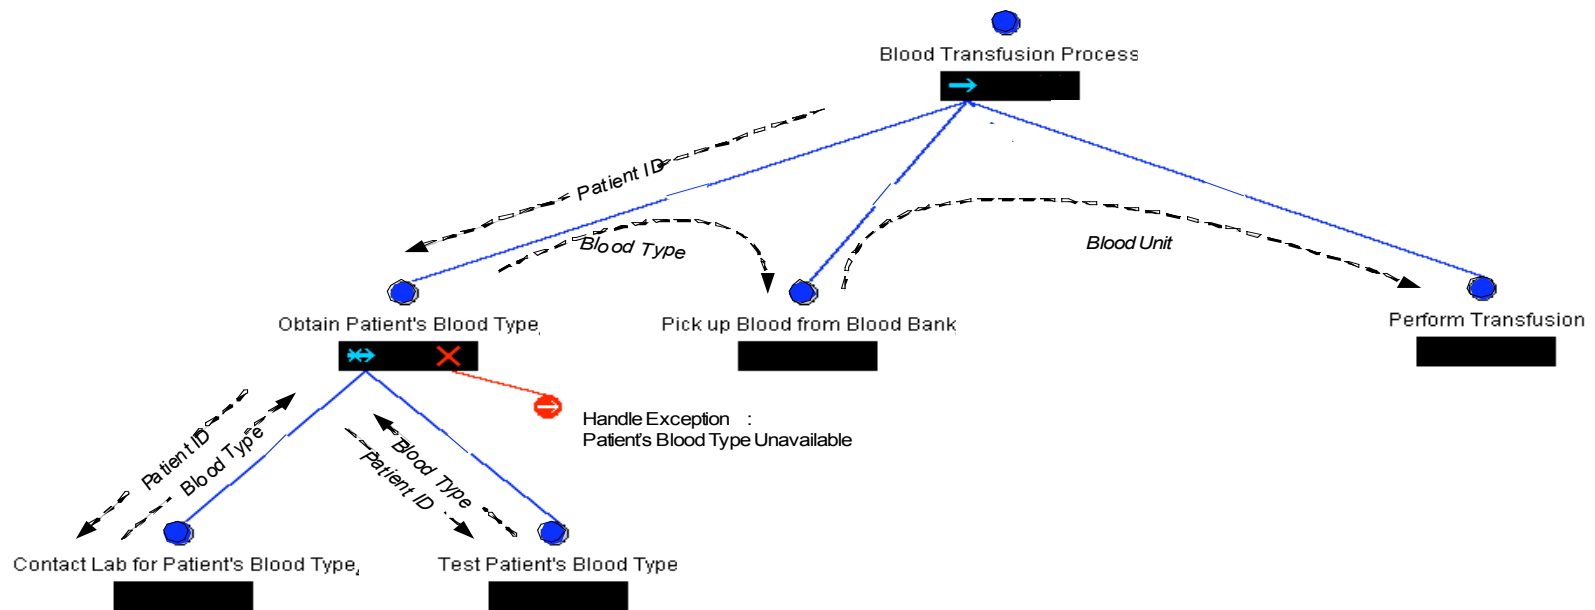 Blood Transfusion Process
Patient ID
Blood Type
Blood Unit
Obtain Patient's Blood Type
Pick up Blood from Blood Bank
Perform Transfusion
Handle Exception :
Patient's Blood Type Unavailable
Patient ID
Blood Type
Blood Type
Patient ID
Contact Lab for Patient's Blood Type
Test Patient's Blood Type